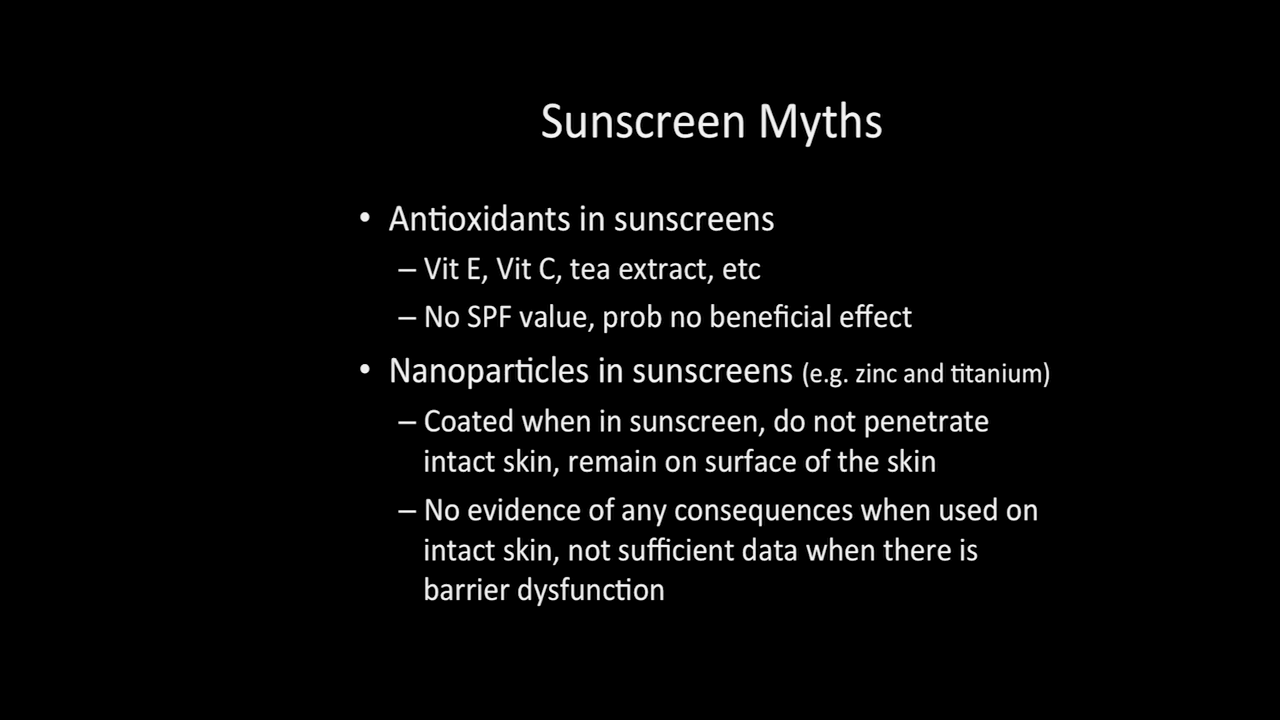 Sunscreen Myths
• Antioxidants in sunscreens
– Vit E, Vit C, tea extract, etc
– No SPF value, prob no beneficial effect
• Nanoparticles in sunscreens (e.g. zinc and titanium)
– Coated when in sunscreen, do not penetrate
intact skin, remain on surface of the skin
– No evidence of any consequences when used on
intact skin, not sufficient data when there is
barrier dysfunction